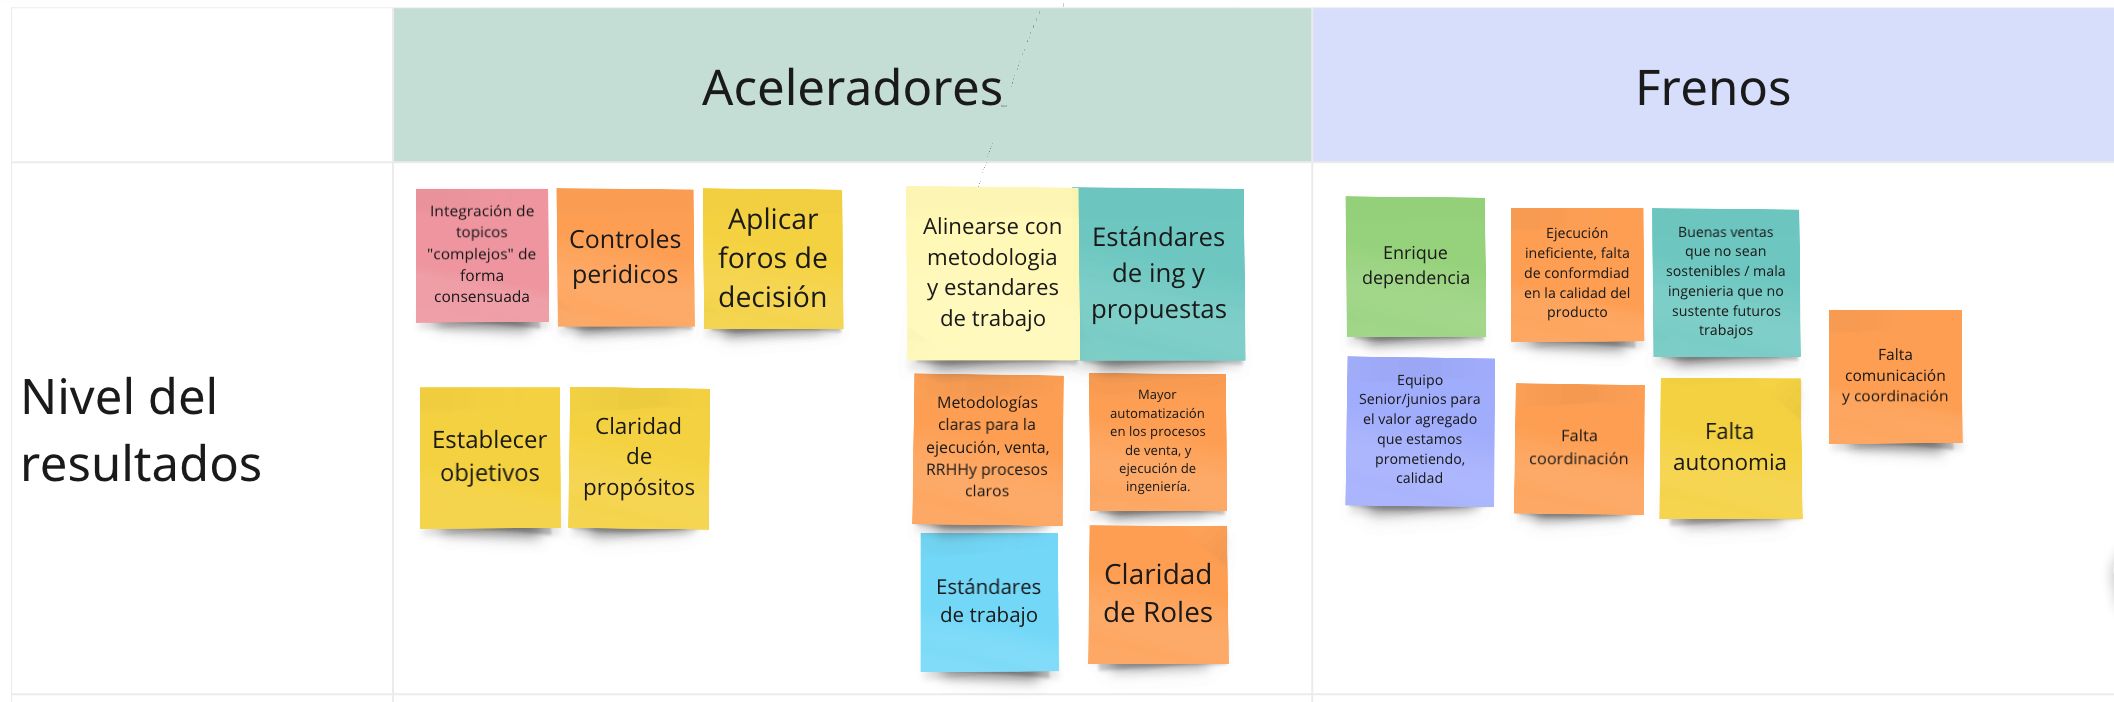 Aceleradores
Frenos
Nivel del
resultados
Integración de
topicos
"complejos" de
forma
consensuada
Controles
peridicos
Aplicar
foros de
decisión
Establecer
objetivos
Claridad
de
propósitos
Alinearse con
metodologia
y estandares
de trabajo
Estándares
de ing y
propuestas
Metodologías
claras para la
ejecución, venta,
RRHHy procesos
claros
Mayor
automatización
en los procesos
de venta, y
ejecución de
ingeniería.
Estándares
de trabajo
Claridad
de Roles
Enrique
dependencia
Ejecución
ineficiente, falta
de conformdiad
en la calidad del
producto
Buenas ventas
que no sean
sostenibles / mala
ingenieria que no
sustente futuros
trabajos
Falta
comunicación
y coordinación
Equipo
Senior/junios para
el valor agregado
que estamos
prometiendo,
calidad
Falta
coordinación
Falta
autonomia